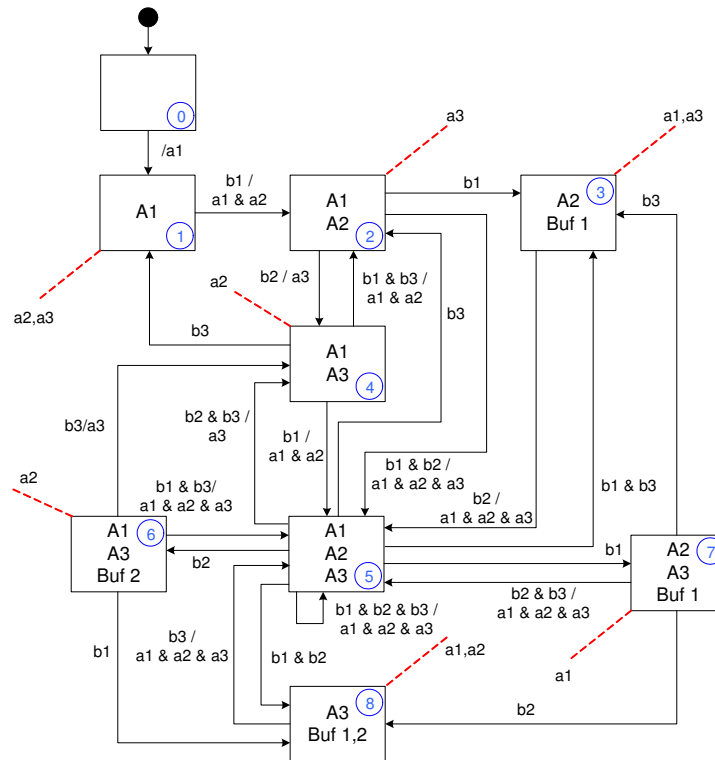 0
/a1
a3
a1,a3
A1
1
b1 /
a1 & a2
A1
A2
2
b1
3
A2
Buf 1
b3
a2,a3
a2
b2 / a3
b1 & b3 /
a1 & a2
b3
b3
A1
A3
4
b3/a3
b2 & b3 /
a3
b1 /
a1 & a2
b1 & b2 /
a1 & a2 & a3
b2 /
a1 & a2 & a3
b1 & b3
a2
b1 & b3/
a1 & a2 & a3
A1
A3
Buf 2
6
b2
A1
A2
A3
5
b1
A2
A3
Buf 1
7
b2 & b3 /
a1 & a2 & a3
b1 & b2 & b3 /
a1 & a2 & a3
b1
b3 /
a1 & a2 & a3
b1 & b2
a1,a2
a1
A3
Buf 1,2
8
b2